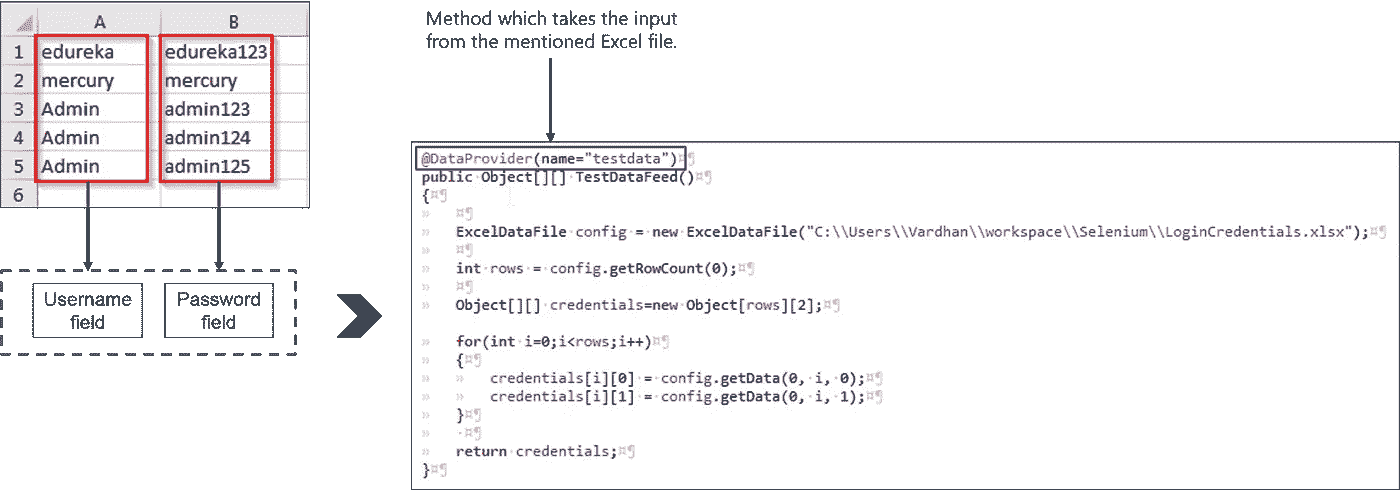 A B
1 edureka edureka123
2 mercury mercury
3 Admin admin123
4 Admin admin124
5 Admin admin125
6
Username
field
Password
field
Method which takes the input
from the mentioned Excel file.
@DataProvider(name="testdata")
public Object[][] TestDataFeed()
{
ExcelDataFile config = new ExcelDataFile("C:\\Users\\Vardhan\\workspace\\Selenium\\LoginCredentials.xlsx");
int rows = config.getRowCount(0);
Object[][] credentials=new Object[rows][2];
for(int i=0;i<rows;i++)
{
credentials[i][0] = config.getData(0, i, 0);
credentials[i][1] = config.getData(0, i, 1);
}
return credentials;
}